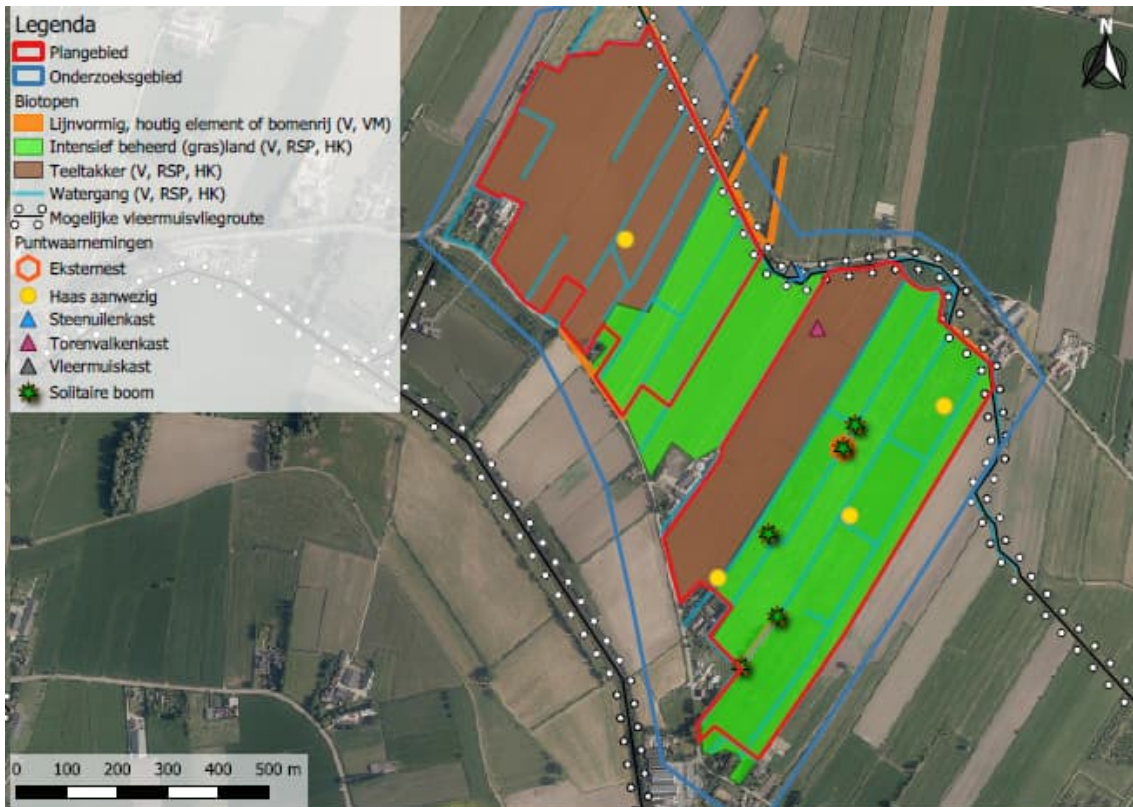 Legenda
Plangebied
Onderzoeksgebied
Biotopen
Lijnvormig, houtig element of bomenrij (V, VM)
Intensief beheerd (gras)land (V, RSP, HK)
Teeltakker (V, RSP, HK)
Watergang (V, RSP, HK)
Mogelijke vleermuisvliegroute
Puntwaarnemingen
Eksternest
Haas aanwezig
Steenuilenkast
Torenvalkenkast
Vleermuiskast
Solitaire boom
N
0 100 200 300 400 500 m